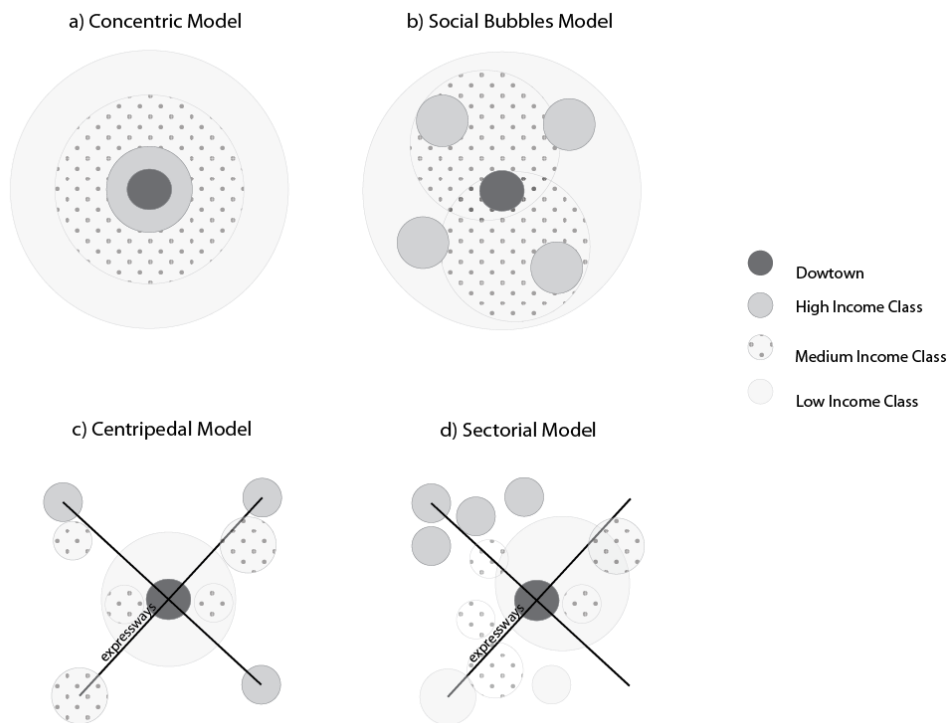 a) Concentric Model
b) Social Bubbles Model
Dowtown
High Income Class
Medium Income Class
Low Income Class
c) Centripedal Model
d) Sectorial Model
expressways
expressways